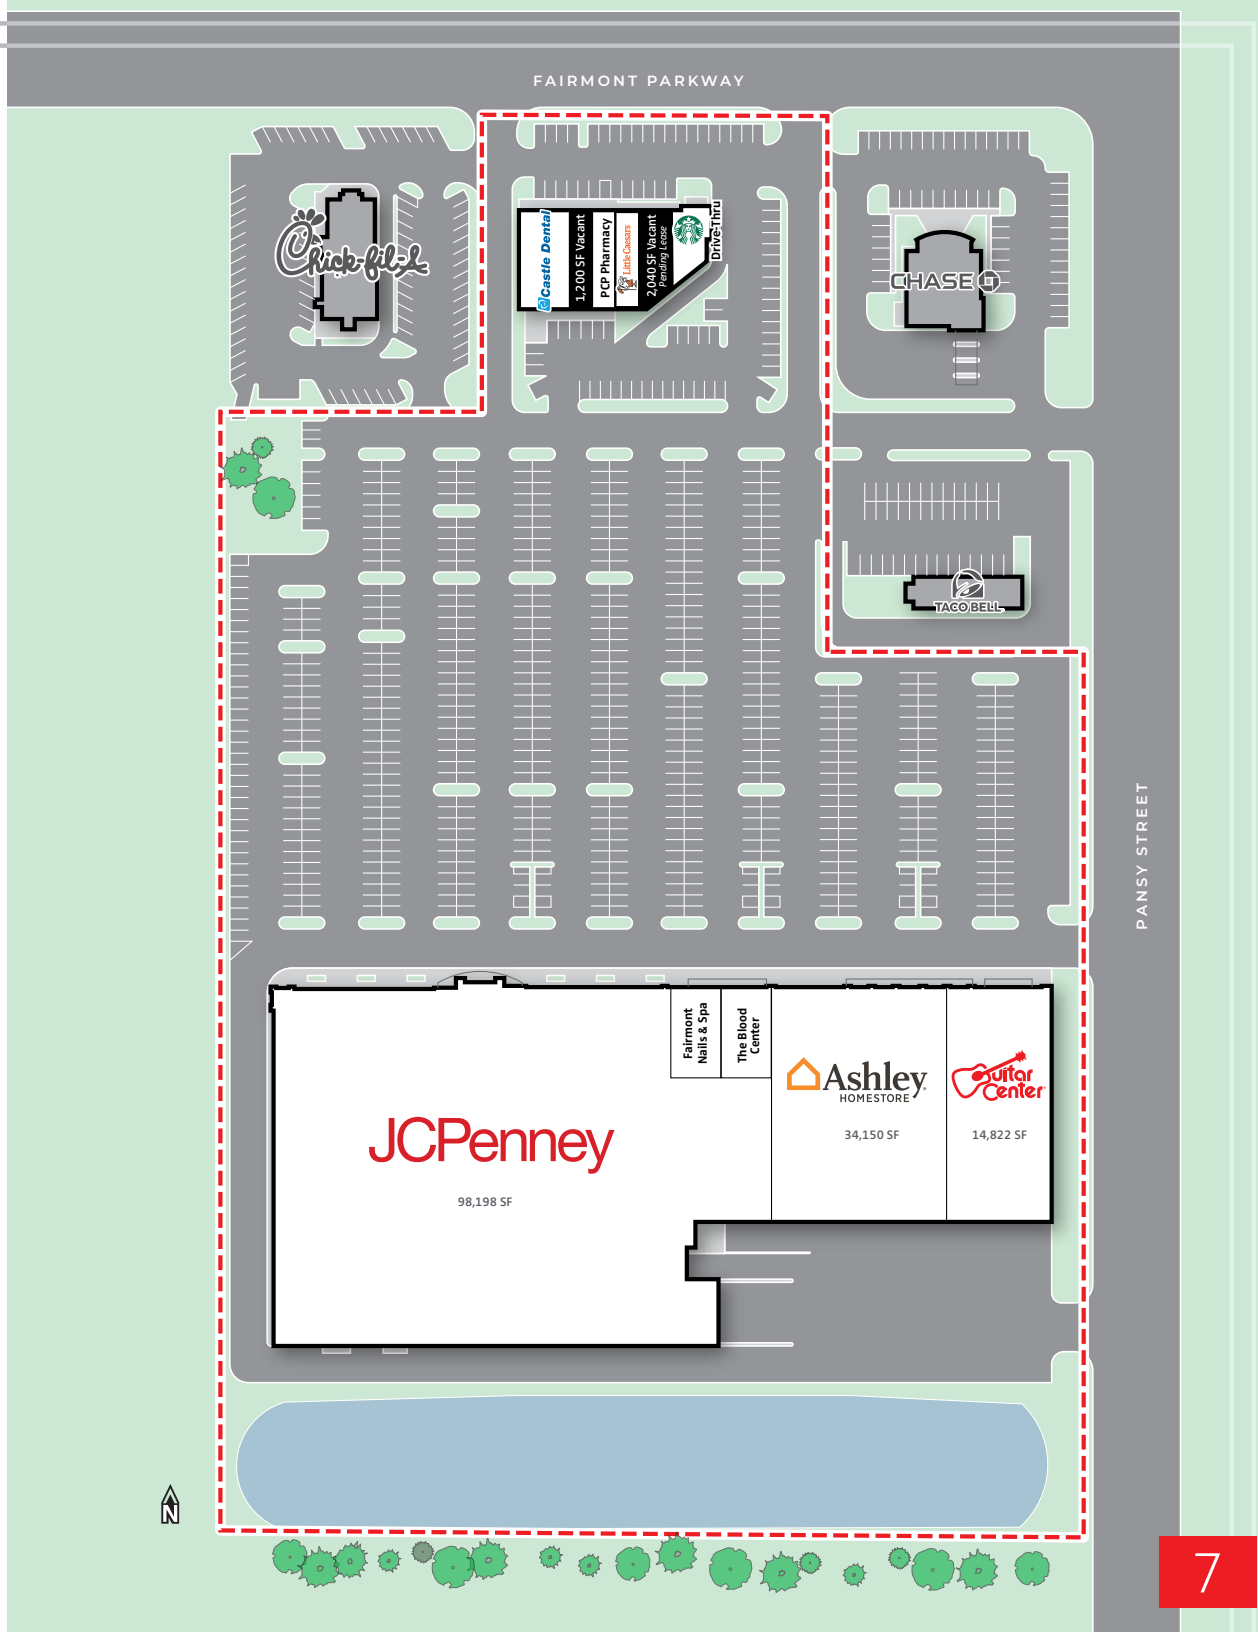 FAIRMONT PARKWAY
Chick-fil-A
Castle Dental
1,200 SF Vacant
PCP Pharmacy
Little Caesars
2,040 SF Vacant
Pending Lease
Drive-Thru
CHASE
TACO BELL
PANSY STREET
Fairmont
Nails & Spa
The Blood
Center
Ashley
HOMESTORE
34,150 SF
Guitar
Center
14,822 SF
JCPenney
98,198 SF
N
7